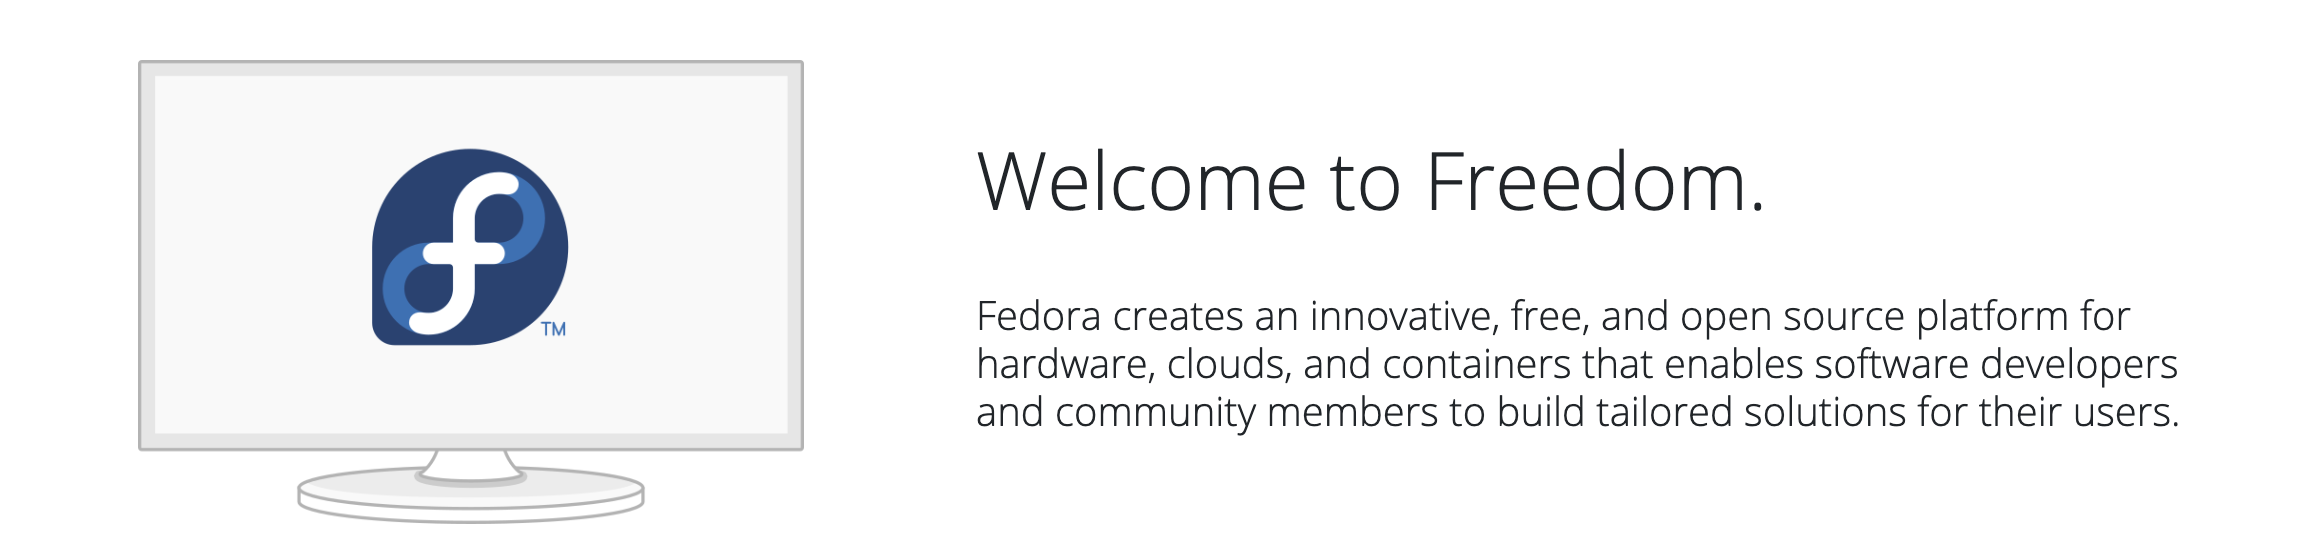 TM
Welcome to Freedom.
Fedora creates an innovative, free, and open source platform for
hardware, clouds, and containers that enables software developers
and community members to build tailored solutions for their users.